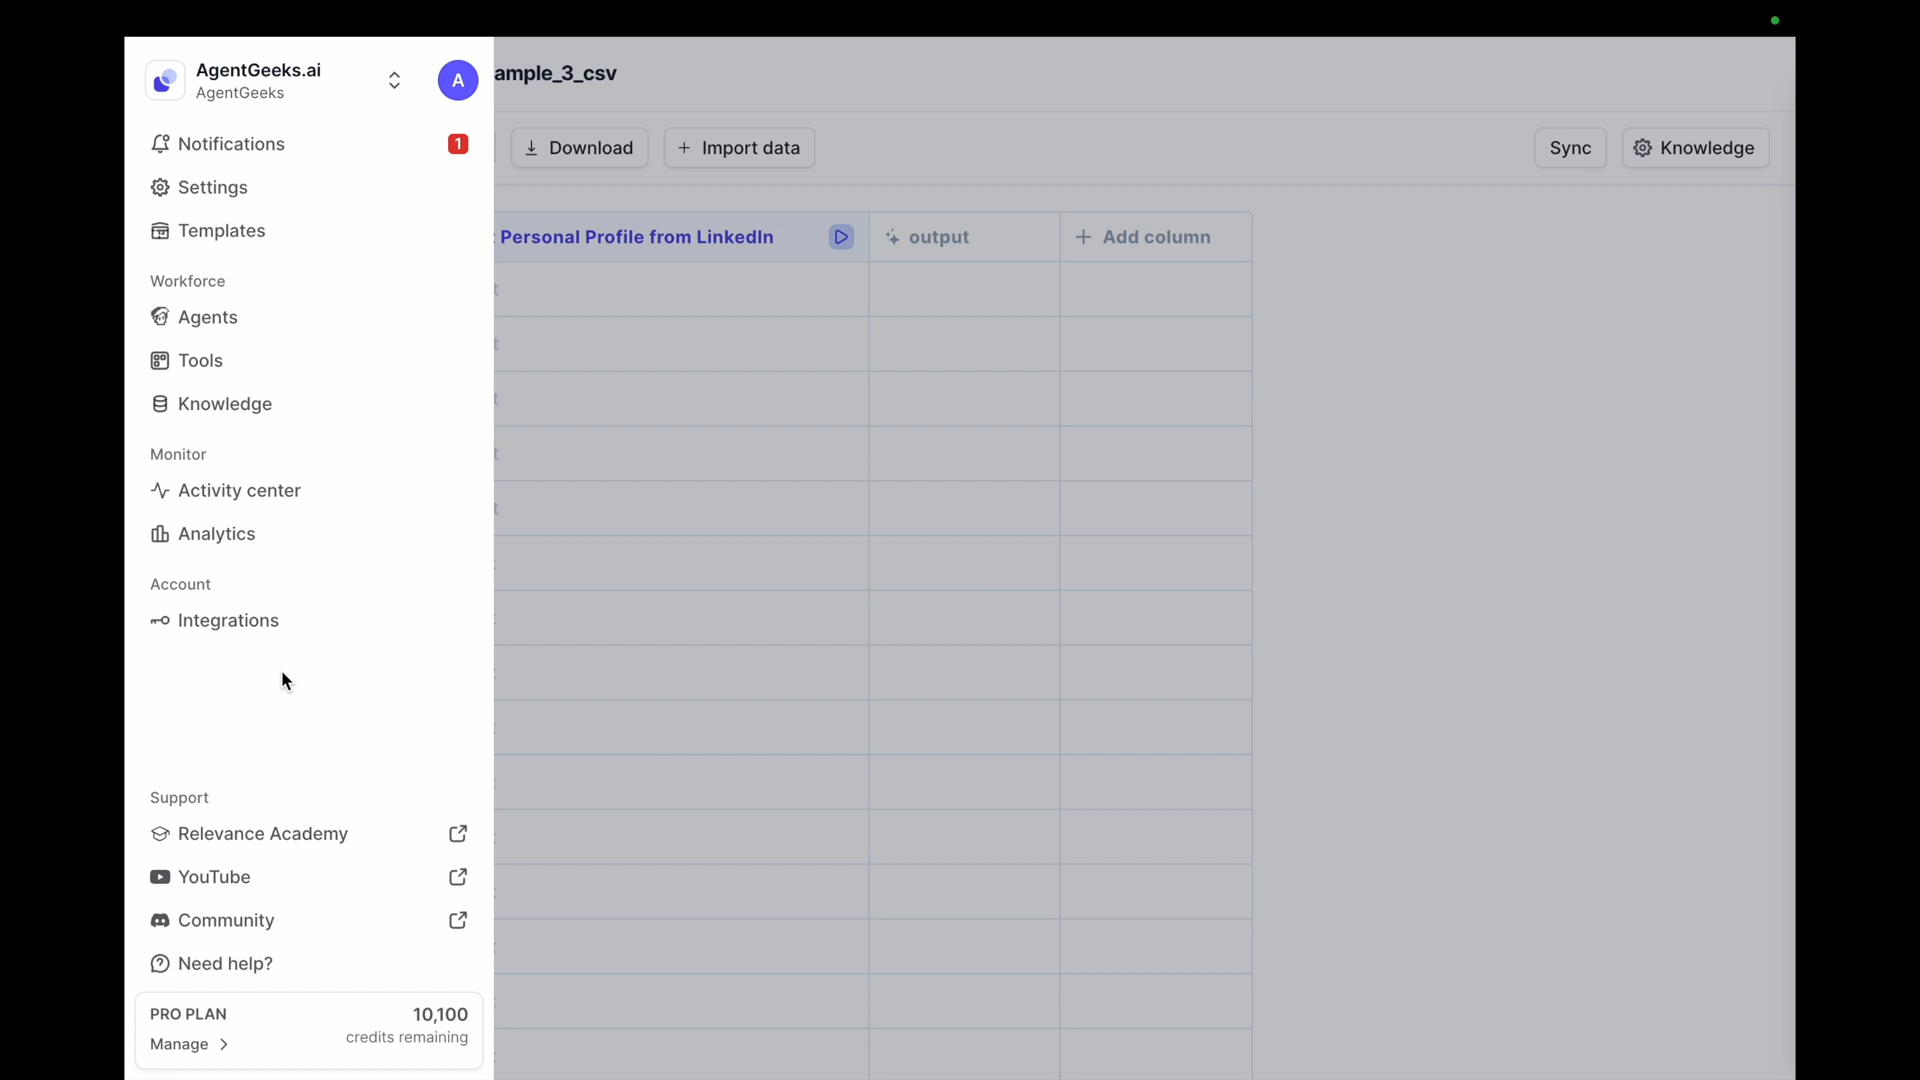 AgentGeeks.ai
AgentGeeks
A
ample_3_csv
Notifications
1
Settings
Templates
Download
Import data
Sync
Knowledge
Personal Profile from LinkedIn
output
Add column
Workforce
Agents
Tools
Knowledge
Monitor
Activity center
Analytics
Account
Integrations
Support
Relevance Academy
YouTube
Community
Need help?
PRO PLAN
10,100
Manage
credits remaining